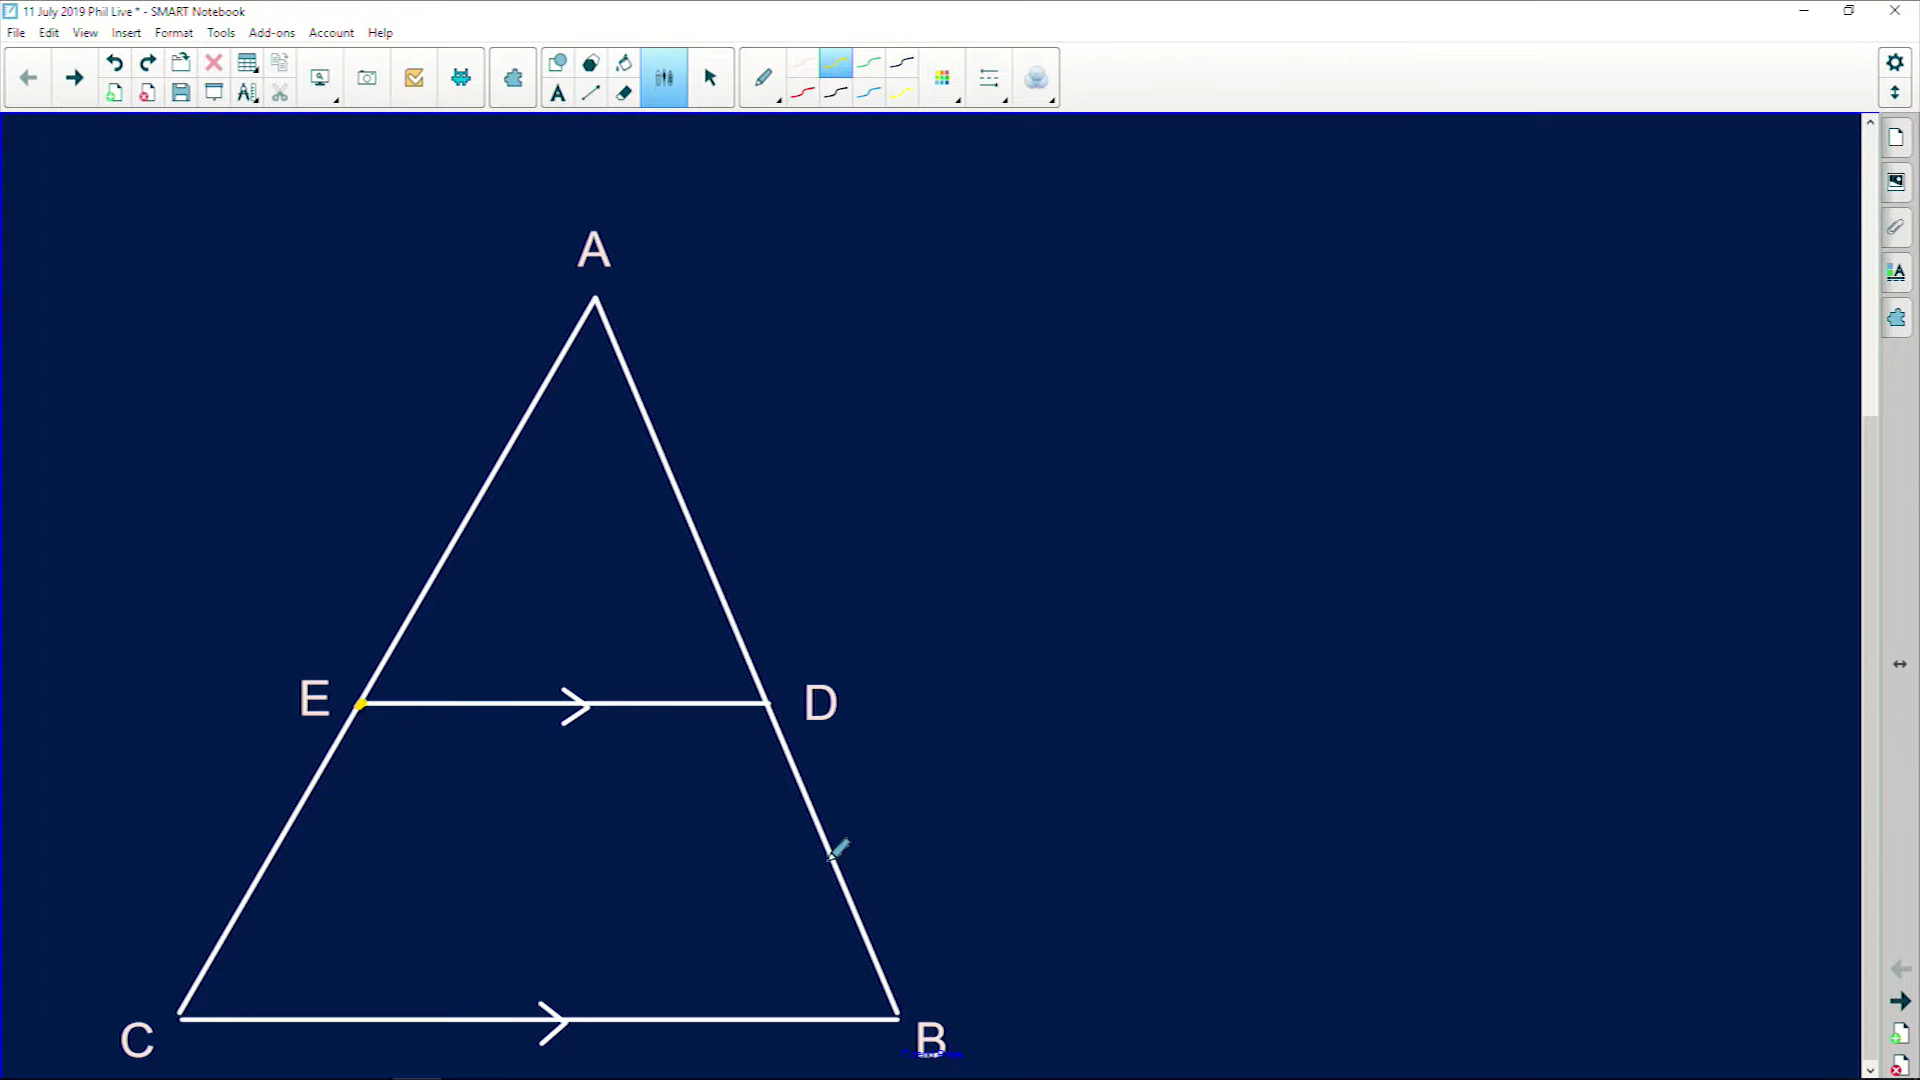 11 July 2019 Phil Live * - SMART Notebook
File Edit View Insert Format Tools Add-ons Account Help
A
E
D
C
B